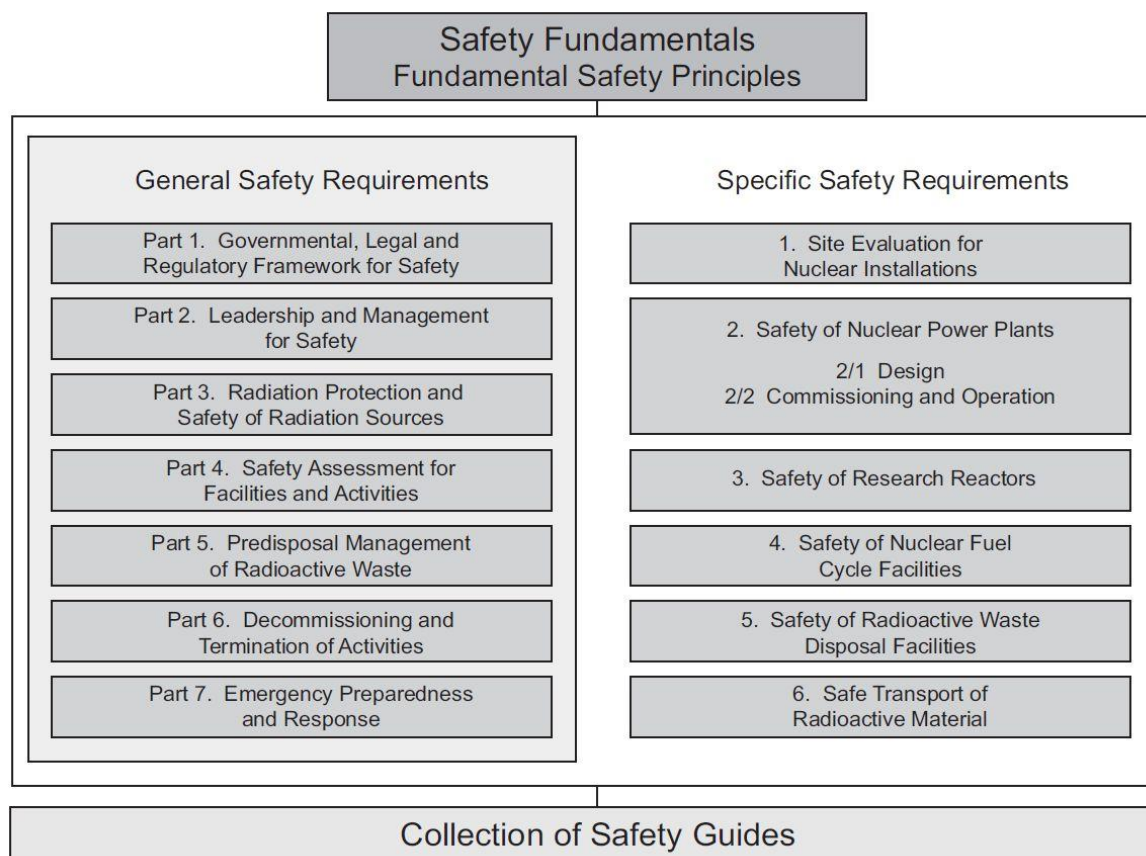 Safety Fundamentals
Fundamental Safety Principles
General Safety Requirements
Part 1. Governmental, Legal and
Regulatory Framework for Safety
Part 2. Leadership and Management
for Safety
Part 3. Radiation Protection and
Safety of Radiation Sources
Part 4. Safety Assessment for
Facilities and Activities
Part 5. Predisposal Management
of Radioactive Waste
Part 6. Decommissioning and
Termination of Activities
Part 7. Emergency Preparedness
and Response
Specific Safety Requirements
1. Site Evaluation for
Nuclear Installations
2. Safety of Nuclear Power Plants
2/1 Design
2/2 Commissioning and Operation
3. Safety of Research Reactors
4. Safety of Nuclear Fuel
Cycle Facilities
5. Safety of Radioactive Waste
Disposal Facilities
6. Safe Transport of
Radioactive Material
Collection of Safety Guides